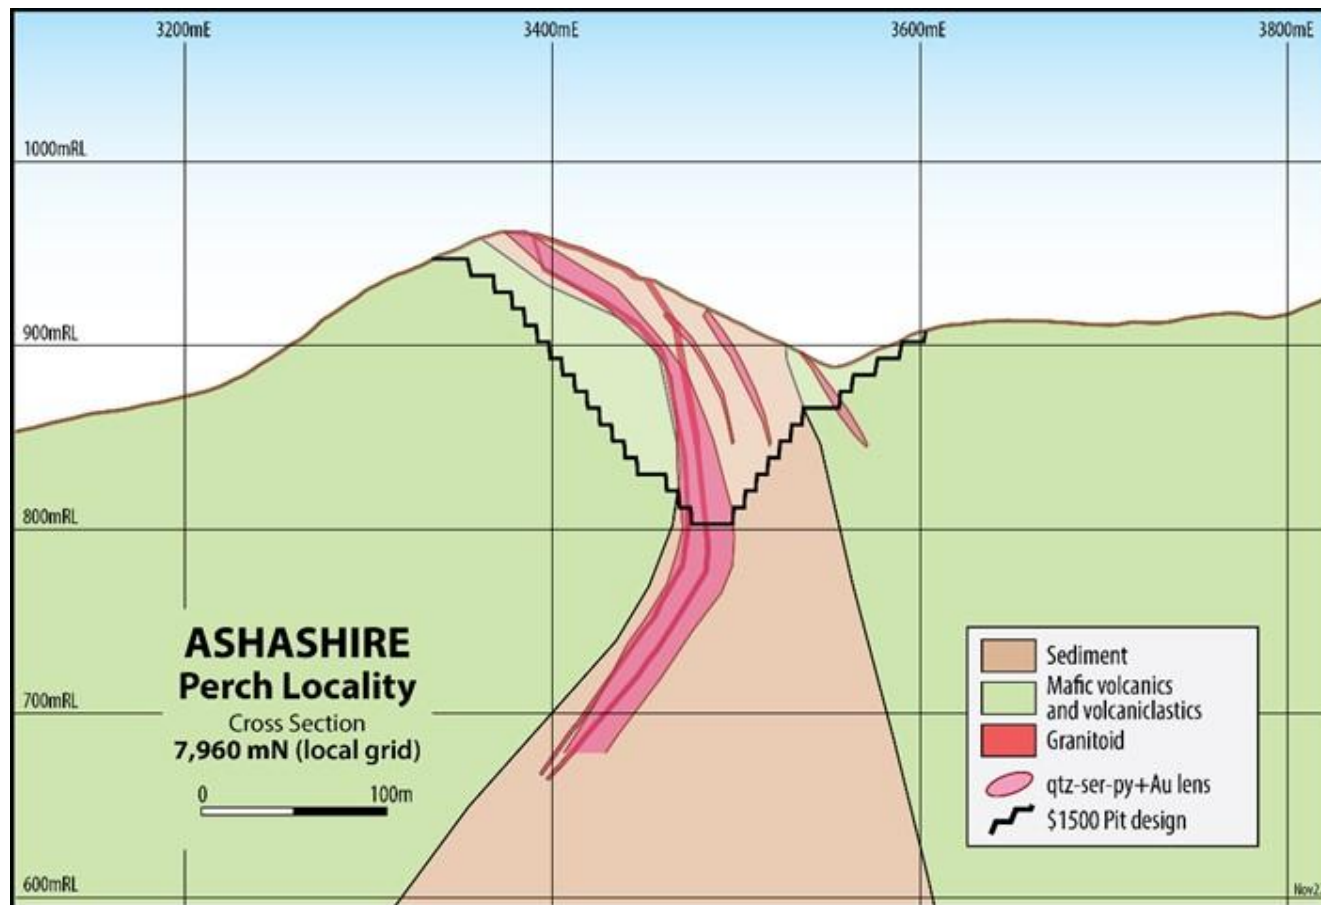 3200mE 3400mE 3600mE 3800mE
1000mRL
900mRL
800mRL
700mRL
600mRL
ASHASHIRE
Perch Locality
Cross Section
7,960 mN (local grid)
0 100m
Sediment
Mafic volcanics
and volcaniclastics
Granitoid
qtz-ser-py+Au lens
$1500 Pit design